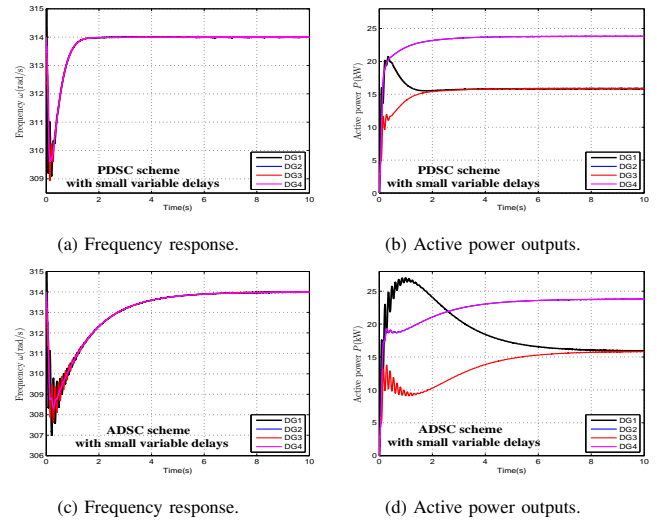 315
314
313
312
311
310
309
Frequency ω(rad/s)
PDSC scheme
with small variable delays
DG1
DG2
DG3
DG4
0 2 4 6 8 10
Time(s)
(a) Frequency response.
25
20
15
10
5
0
Active power P(kW)
PDSC scheme
with small variable delays
DG1
DG2
DG3
DG4
0 2 4 6 8 10
Time(s)
(b) Active power outputs.
315
314
313
312
311
310
309
308
307
306
Frequency ω(rad/s)
ADSC scheme
with small variable delays
DG1
DG2
DG3
DG4
0 2 4 6 8 10
Time(s)
(c) Frequency response.
25
20
15
10
5
0
Active power P(kW)
ADSC scheme
with small variable delays
DG1
DG2
DG3
DG4
0 2 4 6 8 10
Time(s)
(d) Active power outputs.